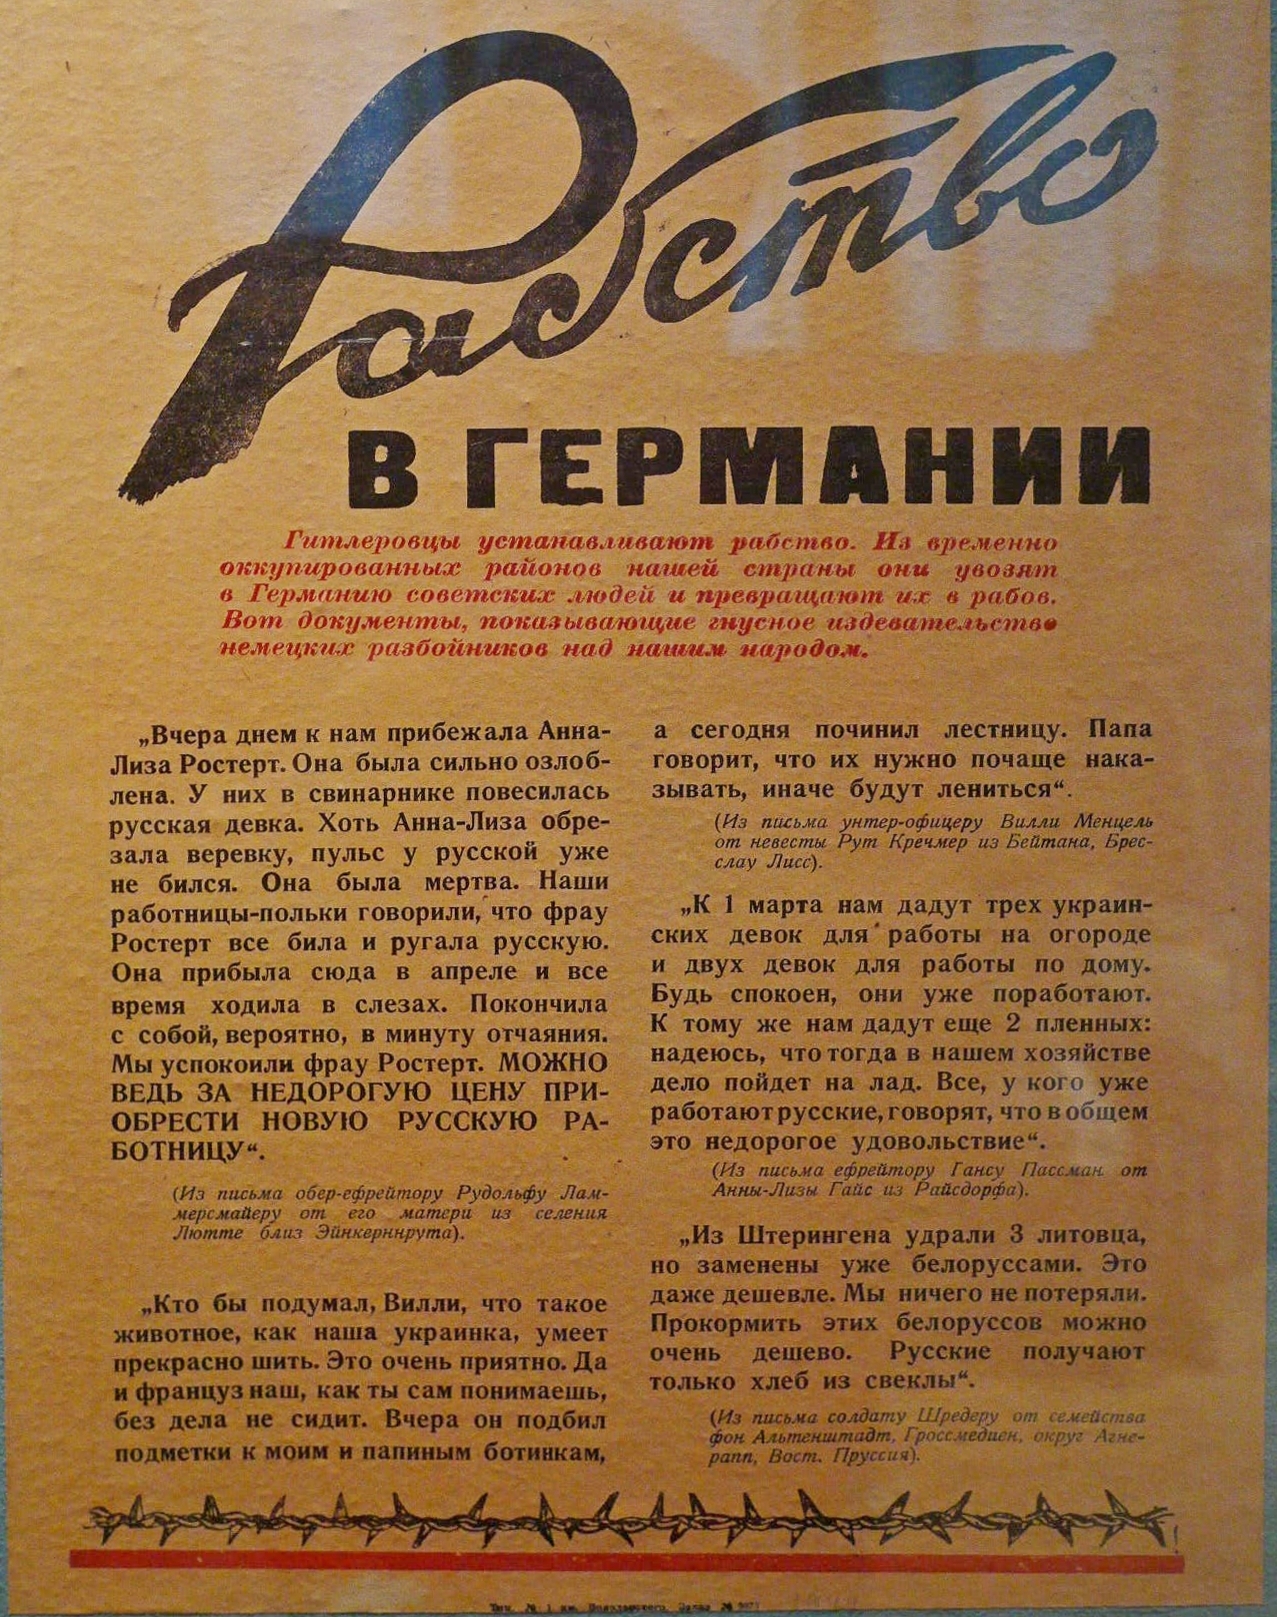 Рабство
В ГЕРМАНИИ
Гитлеровцы устанавливают рабство. Из временно
оккупированных районов нашей страны они увозят
в Германию советских людей и превращают их в рабов.
Вот документы, показывающие гнусное издевательство
немецких разбойников над нашим народом.
„Вчера днем к нам прибежала Анна-
Лиза Ростерт. Она была сильно озлоб-
лена. У них в свинарнике повесилась
русская девка. Хоть Анна-Лиза обре-
зала веревку, пульс у русской уже
не бился. Она была мертва. Наши
работницы-польки говорили, что фрау
Ростерт все била и ругала русскую.
Она прибыла сюда в апреле и все
время ходила в слезах. Покончила
с собой, вероятно, в минуту отчаяния.
Мы успокоили фрау Ростерт. МОЖНО
ВЕДЬ ЗА НЕДОРОГУЮ ЦЕНУ ПРИ-
ОБРЕСТИ НОВУЮ РУССКУЮ РА-
БОТНИЦУ“.
(Из письма обер-ефрейтору Рудольфу Лам-
мерсмайеру от его матери из селения
Лютте близ Эйнкерннрута).
„Кто бы подумал, Вилли, что такое
животное, как наша украинка, умеет
прекрасно шить. Это очень приятно. Да
и француз наш, как ты сам понимаешь,
без дела не сидит. Вчера он подбил
подметки к моим и папиным ботинкам,
а сегодня починил лестницу. Папа
говорит, что их нужно почаще нака-
зывать, иначе будут лениться“.
(Из письма унтер-офицеру Вилли Менцель
от невесты Рут Кречмер из Бейтана, Брес-
слау Лисс).
„К 1 марта нам дадут трех украин-
ских девок для работы на огороде
и двух девок для работы по дому.
Будь спокоен, они уже поработают.
К тому же нам дадут еще 2 пленных:
надеюсь, что тогда в нашем хозяйстве
дело пойдет на лад. Все, у кого уже
работают русские, говорят, что в общем
это недорогое удовольствие“.
(Из письма ефрейтору Гансу Пассман от
Анны-Лизы Гайс из Райсдорфа).
„Из Штерингена удрали 3 литовца,
но заменены уже белоруссами. Это
даже дешевле. Мы ничего не потеряли.
Прокормить этих белоруссов можно
очень дешево. Русские получают
только хлеб из свеклы“.
(Из письма солдату Шредеру от семейства
фон Альтенштадт, Гроссмедиен, округ Агне-
рапп, Вост. Пруссия).
Тип. № 1 им. Заказ №